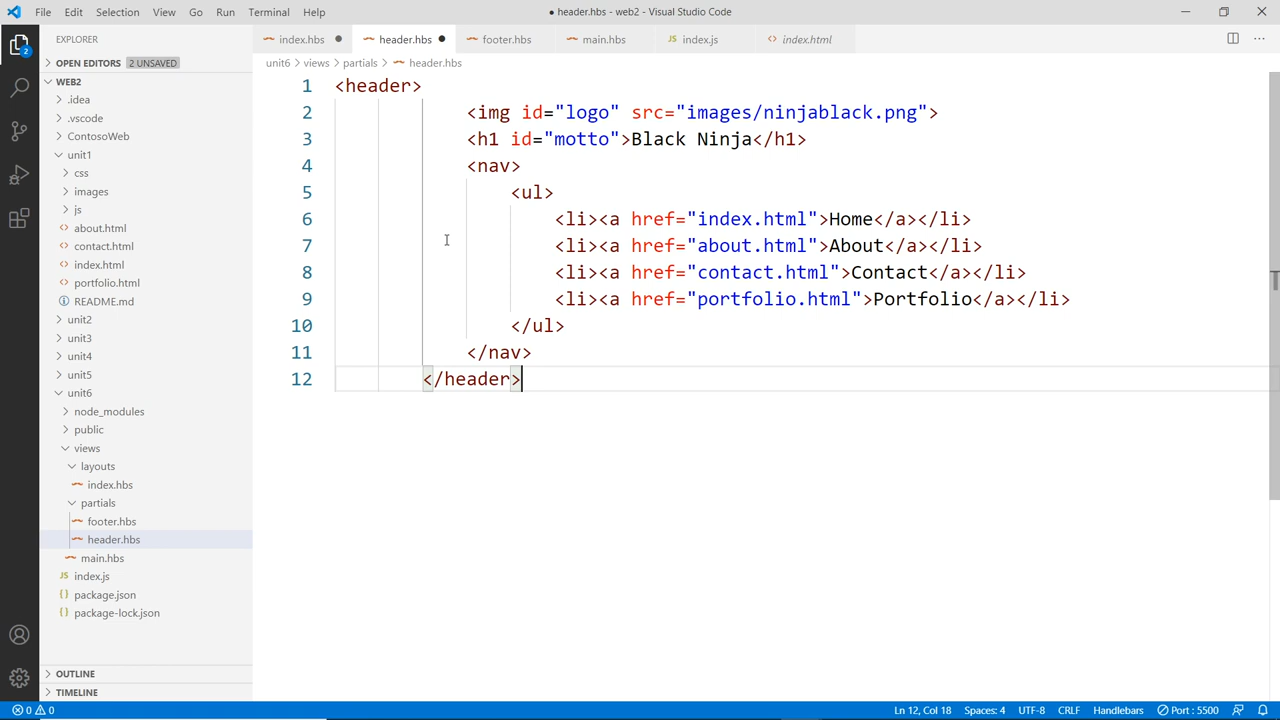 File Edit Selection View Go Run Terminal Help ● header.hbs - web2 - Visual Studio Code
EXPLORER
index.hbs ● header.hbs ● footer.hbs main.hbs JS index.js <> index.html
OPEN EDITORS 2 UNSAVED
unit6 > views > partials > header.hbs
2
WEB2
.idea
.vscode
ContosoWeb
unit1
css
images
js
<> about.html
<> contact.html
<> index.html
<> portfolio.html
README.md
unit2
unit3
unit4
unit5
unit6
node_modules
public
views
layouts
index.hbs
partials
footer.hbs
header.hbs
main.hbs
JS index.js
{} package.json
{} package-lock.json
OUTLINE
TIMELINE
1 <header>
2 <img id="logo" src="images/ninjablack.png">
3 <h1 id="motto">Black Ninja</h1>
4 <nav>
5 <ul>
6 <li><a href="index.html">Home</a></li>
7 <li><a href="about.html">About</a></li>
8 <li><a href="contact.html">Contact</a></li>
9 <li><a href="portfolio.html">Portfolio</a></li>
10 </ul>
11 </nav>
12 </header>
0 0 Ln 12, Col 18 Spaces: 4 UTF-8 CRLF Handlebars Port : 5500